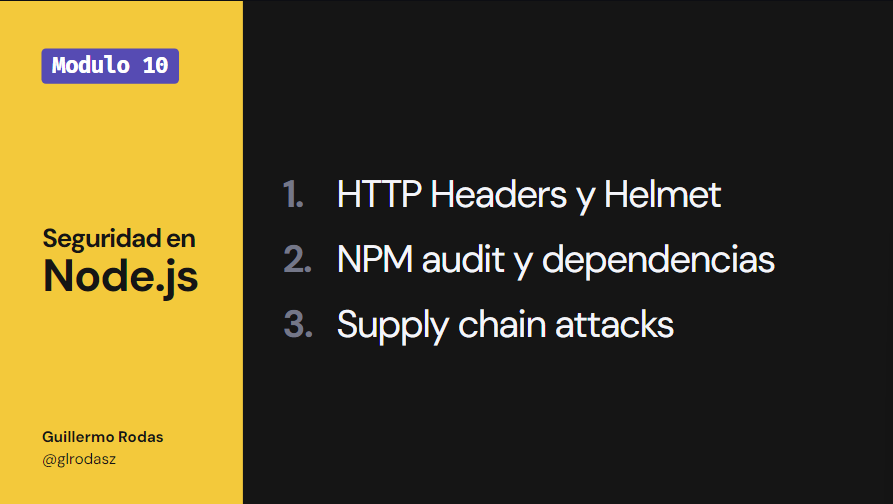 Modulo 10
Seguridad en
Node.js
Guillermo Rodas
@glrodasz
1. HTTP Headers y Helmet
2. NPM audit y dependencias
3. Supply chain attacks